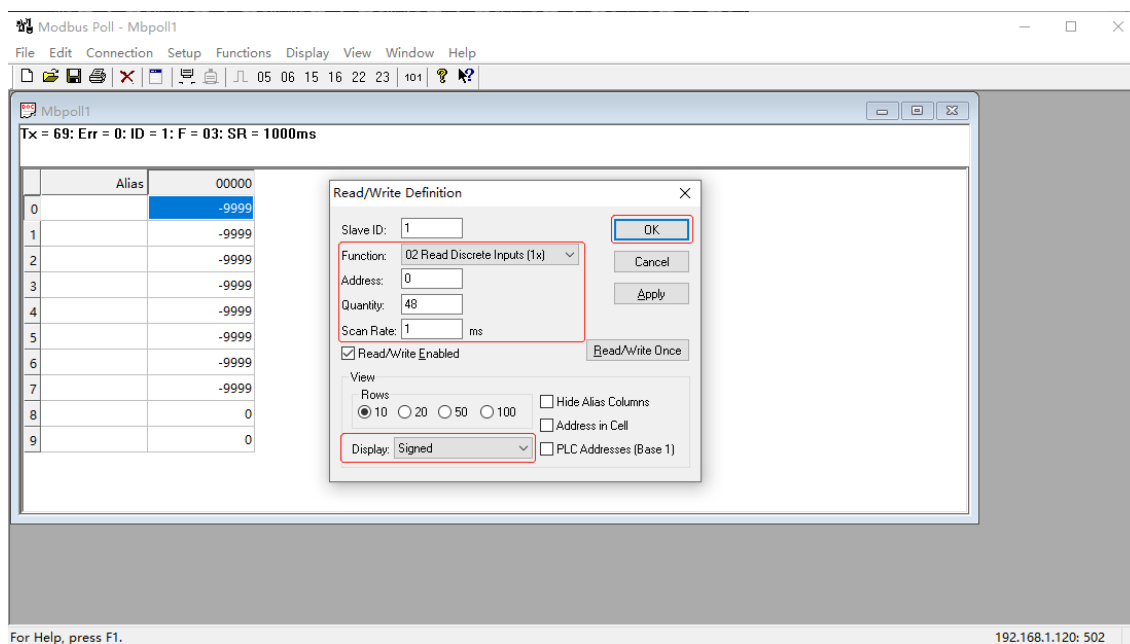 Modbus Poll - Mbpoll1
File Edit Connection Setup Functions Display View Window Help
05 06 15 16 22 23 101
Mbpoll1
Tx = 69: Err = 0: ID = 1: F = 03: SR = 1000ms
Alias 00000
0 -9999
1 -9999
2 -9999
3 -9999
4 -9999
5 -9999
6 -9999
7 -9999
8 0
9 0
Read/Write Definition
Slave ID: 1
OK
Function: 02 Read Discrete Inputs (1x)
Cancel
Address: 0
Apply
Quantity: 48
Scan Rate: 1 ms
Read/Write Enabled
Read/Write Once
View
Rows
10 20 50 100
Hide Alias Columns
Address in Cell
Display: Signed
PLC Addresses (Base 1)
For Help, press F1.
192.168.1.120: 502